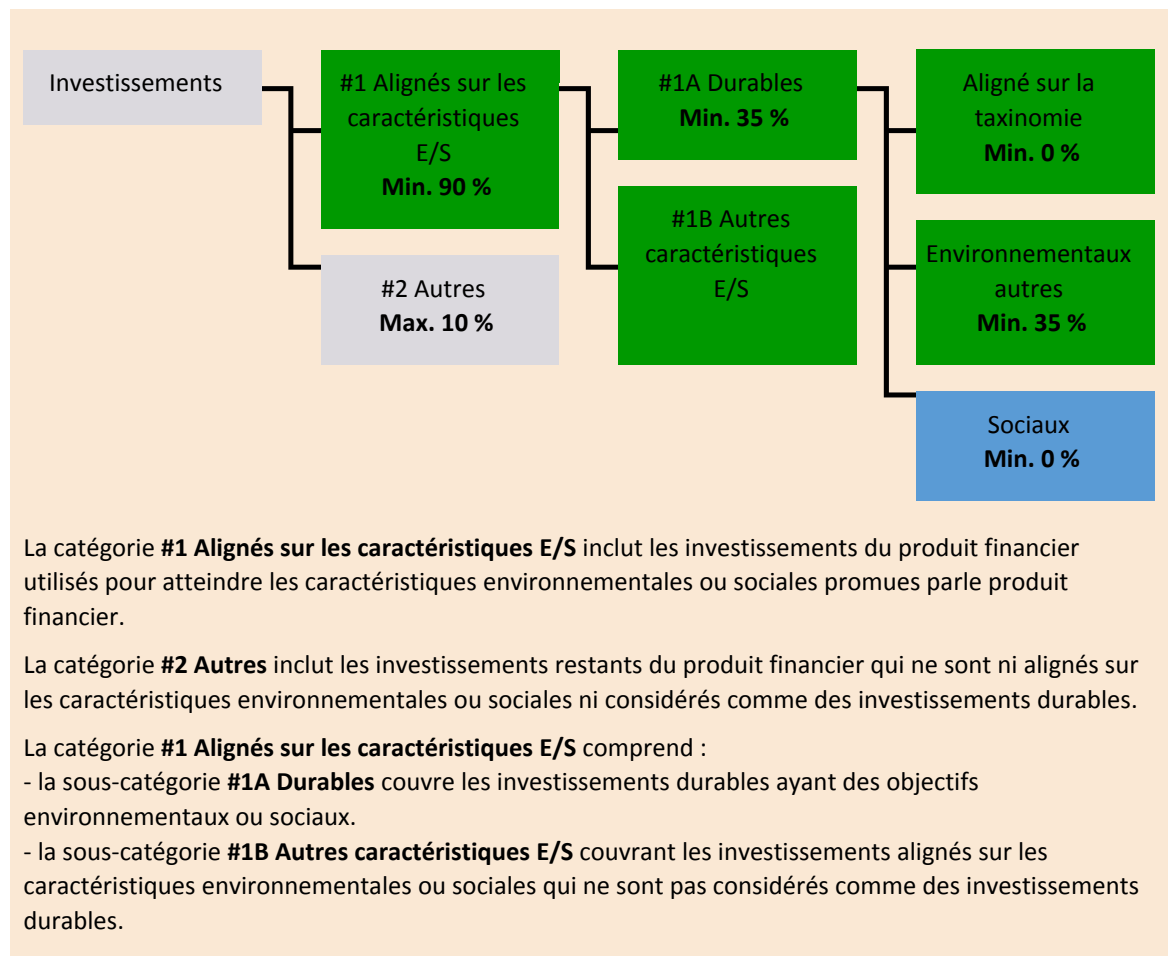 Investissements
#1 Alignés sur les
caractéristiques
E/S
Min. 90 %
#2 Autres
Max. 10 %
#1A Durables
Min. 35 %
#1B Autres
caractéristiques
E/S
Aligné sur la
taxinomie
Min. 0 %
Environnementaux
autres
Min. 35 %
Sociaux
Min. 0 %
La catégorie #1 Alignés sur les caractéristiques E/S inclut les investissements du produit financier
utilisés pour atteindre les caractéristiques environnementales ou sociales promues parle produit
financier.
La catégorie #2 Autres inclut les investissements restants du produit financier qui ne sont ni alignés sur
les caractéristiques environnementales ou sociales ni considérés comme des investissements durables.
La catégorie #1 Alignés sur les caractéristiques E/S comprend :
- la sous-catégorie #1A Durables couvre les investissements durables ayant des objectifs
environnementaux ou sociaux.
- la sous-catégorie #1B Autres caractéristiques E/S couvrant les investissements alignés sur les
caractéristiques environnementales ou sociales qui ne sont pas considérés comme des investissements
durables.